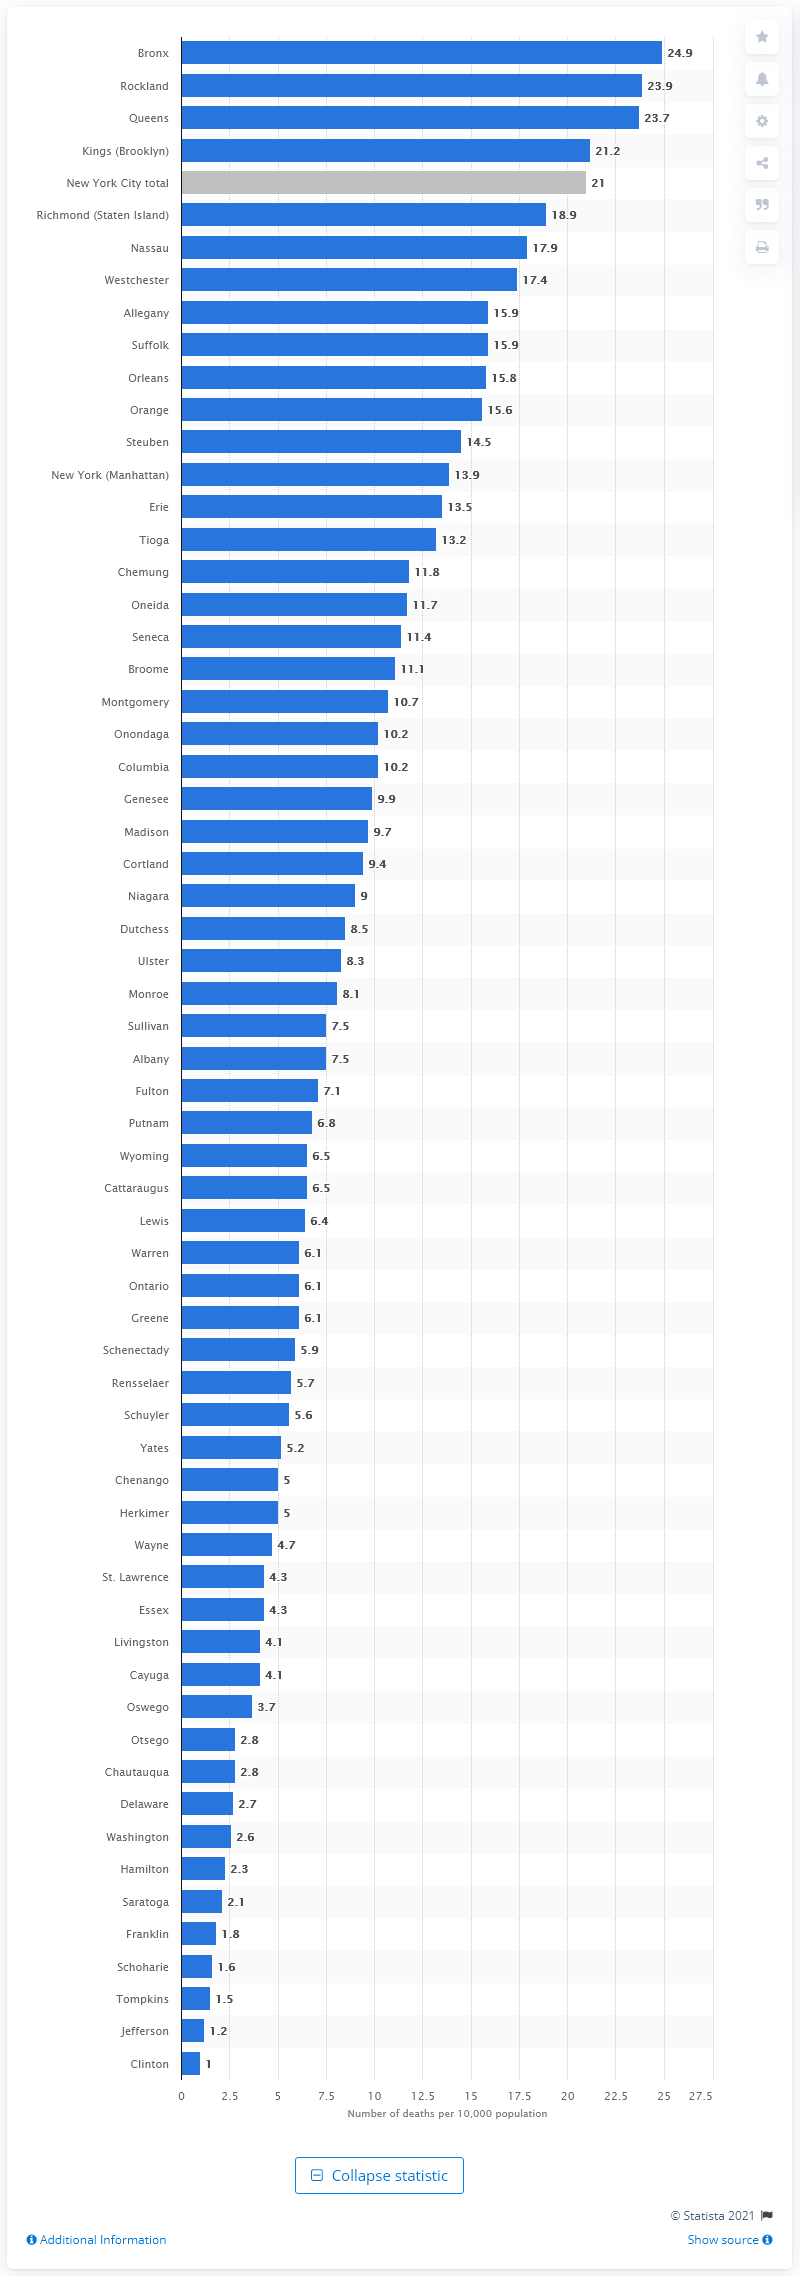 Bronx 24.9
Rockland 23.9
Queens 23.7
Kings (Brooklyn) 21.2
New York City total 21
Richmond (Staten Island) 18.9
Nassau 17.9
Westchester 17.4
Allegany 15.9
Suffolk 15.9
Orleans 15.8
Orange 15.6
Steuben 14.5
New York (Manhattan) 13.9
Erie 13.5
Tioga 13.2
Chemung 11.8
Oneida 11.7
Seneca 11.4
Broome 11.1
Montgomery 10.7
Onondaga 10.2
Columbia 10.2
Genesee 9.9
Madison 9.7
Cortland 9.4
Niagara 9
Dutchess 8.5
Ulster 8.3
Monroe 8.1
Sullivan 7.5
Albany 7.5
Fulton 7.1
Putnam 6.8
Wyoming 6.5
Cattaraugus 6.5
Lewis 6.4
Warren 6.1
Ontario 6.1
Greene 6.1
Schenectady 5.9
Rensselaer 5.7
Schuyler 5.6
Yates 5.2
Chenango 5
Herkimer 5
Wayne 4.7
St. Lawrence 4.3
Essex 4.3
Livingston 4.1
Cayuga 4.1
Oswego 3.7
Otsego 2.8
Chautauqua 2.8
Delaware 2.7
Washington 2.6
Hamilton 2.3
Saratoga 2.1
Franklin 1.8
Schoharie 1.6
Tompkins 1.5
Jefferson 1.2
Clinton 1
0 2.5 5 7.5 10 12.5 15 17.5 20 22.5 25 27.5
Number of deaths per 10,000 population
Collapse statistic
© Statista 2021
Additional Information Show source